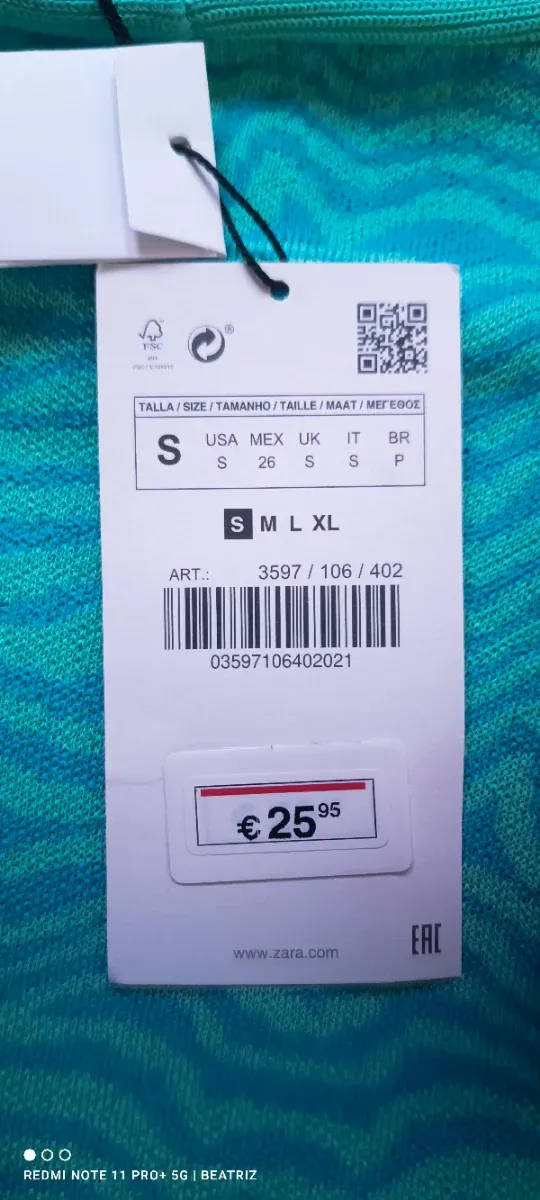 FSC
®
TALLA / SIZE / TAMANHO / TAILLE / MAAT / ΜΕΓΕΘΟΣ
S
USA MEX UK IT BR
S 26 S S P
S M L XL
ART.: 3597 / 106 / 402
03597106402021
€ 25 95
www.zara.com
EAC
REDMI NOTE 11 PRO+ 5G | BEATRIZ